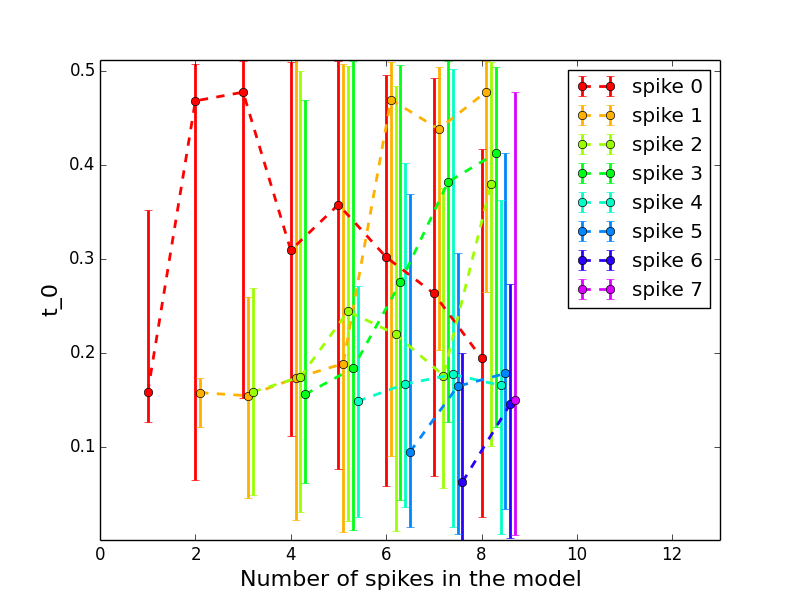 0.5
0.4
0.3
0.2
0.1
t_0
0 2 4 6 8 10 12
Number of spikes in the model
spike 0
spike 1
spike 2
spike 3
spike 4
spike 5
spike 6
spike 7